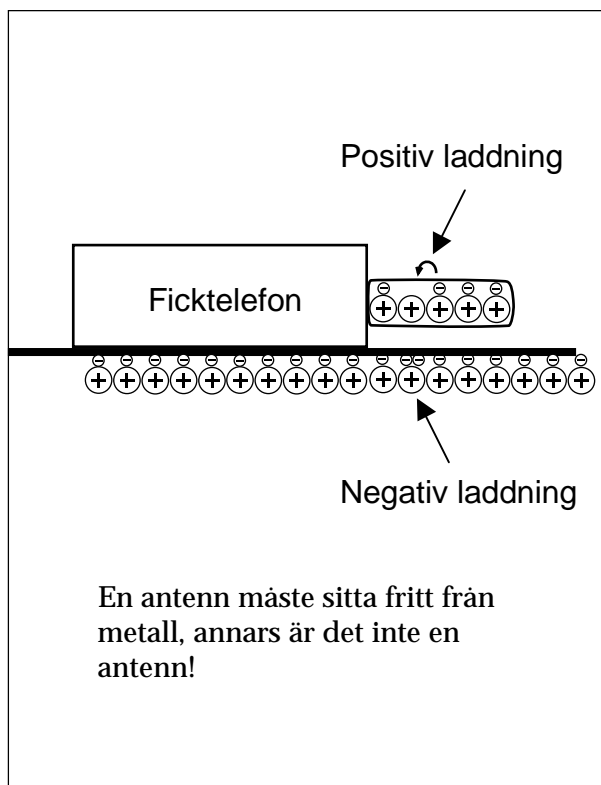 Positiv laddning
Ficktelefon
Negativ laddning
En antenn måste sitta fritt från
metall, annars är det inte en
antenn!